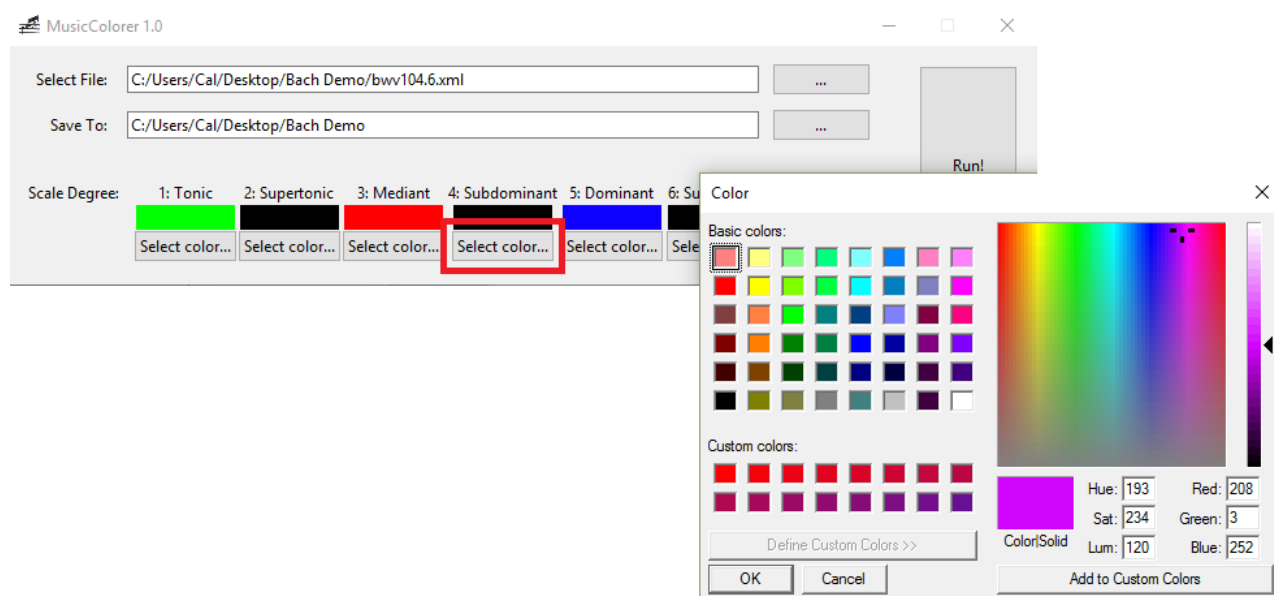 MusicColorer 1.0
Select File: C:/Users/Cal/Desktop/Bach Demo/bwv104.6.xml ...
Save To: C:/Users/Cal/Desktop/Bach Demo ...
Run!
Scale Degree: 1: Tonic 2: Supertonic 3: Mediant 4: Subdominant 5: Dominant 6: Su
Select color... Select color... Select color... Select color... Select color... Sele
Color
Basic colors:
Custom colors:
Define Custom Colors >>
OK Cancel
Color|Solid
Hue: 193 Red: 208
Sat: 234 Green: 3
Lum: 120 Blue: 252
Add to Custom Colors